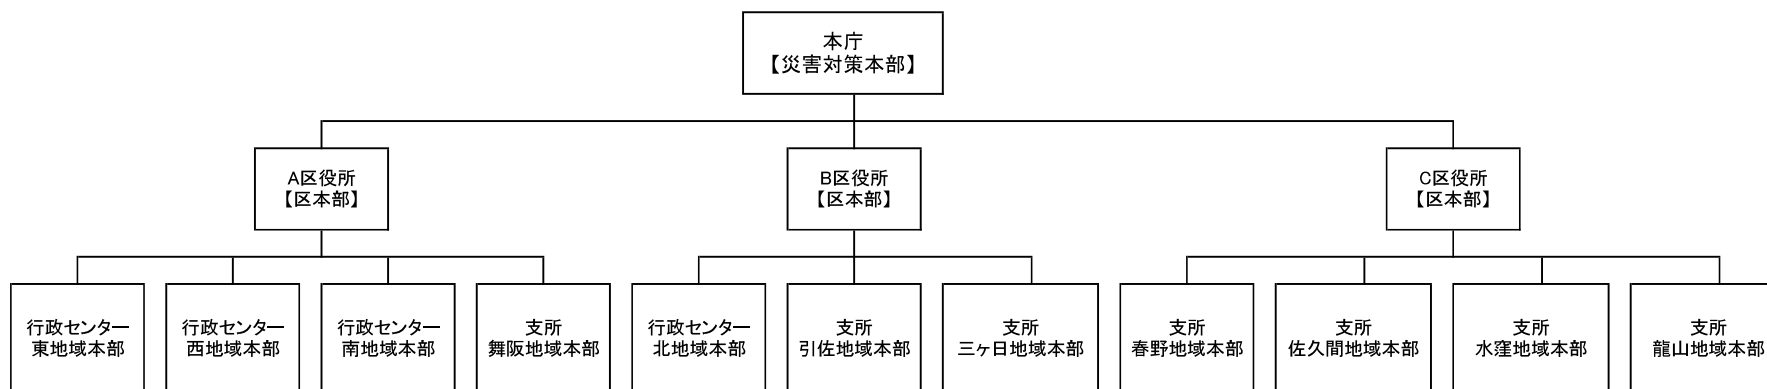 本庁
【災害対策本部】
A区役所
【区本部】
B区役所
【区本部】
C区役所
【区本部】
行政センター
東地域本部
行政センター
西地域本部
行政センター
南地域本部
支所
舞阪地域本部
行政センター
北地域本部
支所
引佐地域本部
支所
三ヶ日地域本部
支所
春野地域本部
支所
佐久間地域本部
支所
水窪地域本部
支所
龍山地域本部